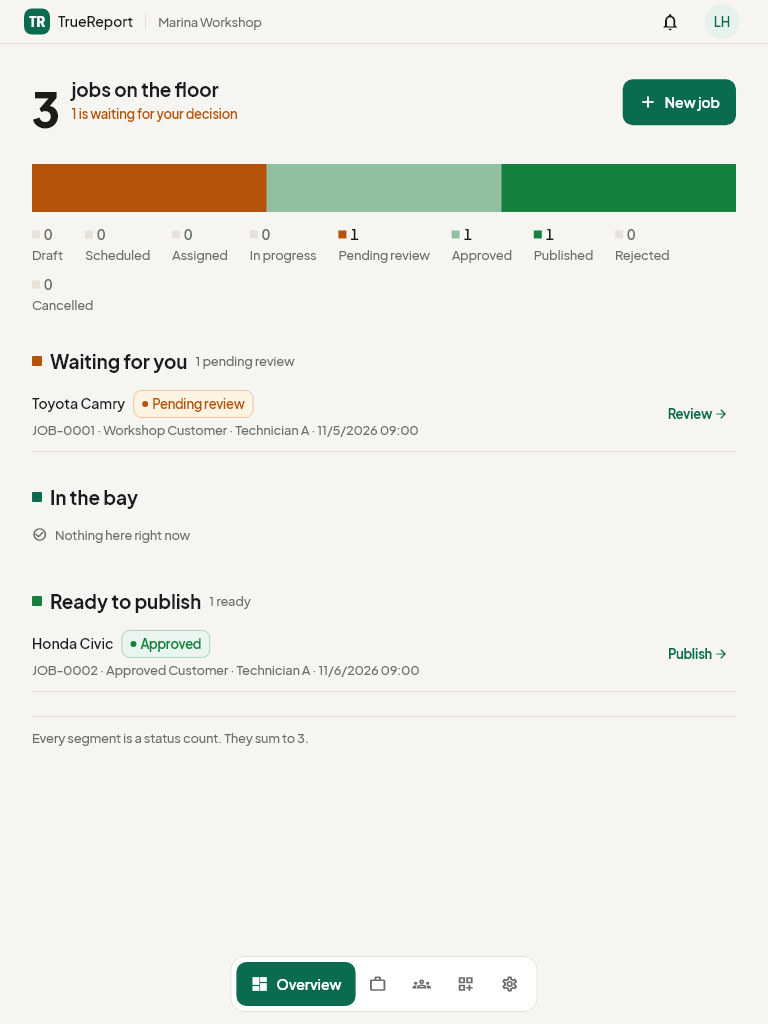 TR TrueReport Marina Workshop LH
3 jobs on the floor
1 is waiting for your decision
+ New job
0 0 0 0 1 1 1 0
Draft Scheduled Assigned In progress Pending review Approved Published Rejected
0
Cancelled
Waiting for you 1 pending review
Toyota Camry Pending review
JOB-0001 · Workshop Customer · Technician A · 11/5/2026 09:00
Review →
In the bay
Nothing here right now
Ready to publish 1 ready
Honda Civic Approved
JOB-0002 · Approved Customer · Technician A · 11/6/2026 09:00
Publish →
Every segment is a status count. They sum to 3.
Overview